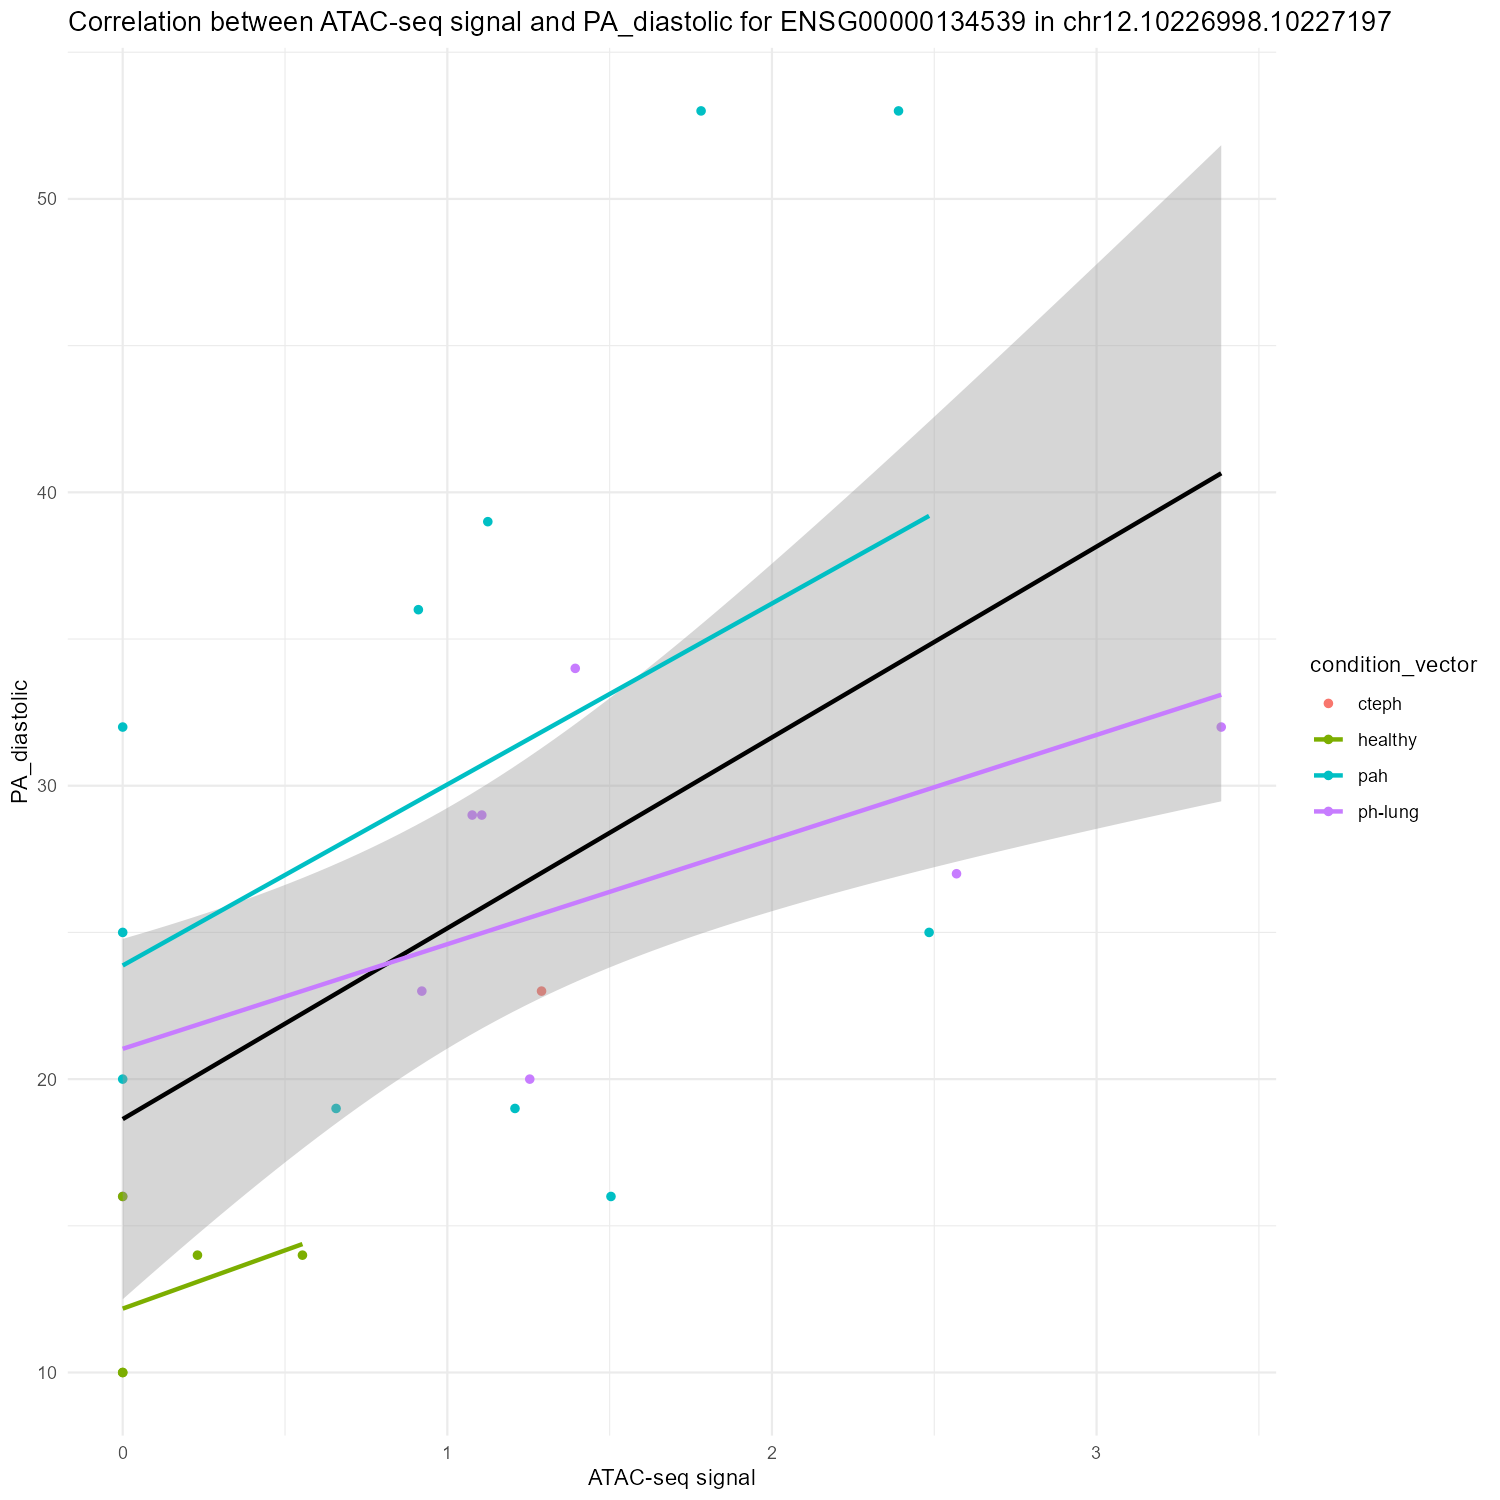 Correlation between ATAC-seq signal and PA_diastolic for ENSG00000134539 in chr12.10226998.10227197
PA_diastolic
50
40
30
20
10
0
1
2
3
ATAC-seq signal
condition_vector
cteph
healthy
pah
ph-lung